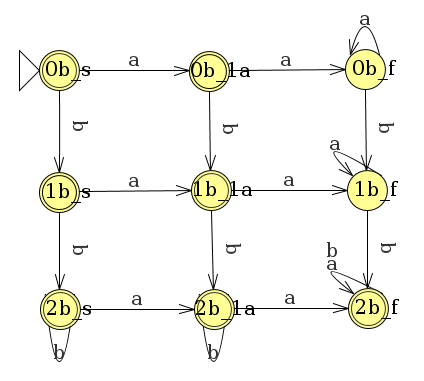 a
0b_s a 0b_1a a 0b_f
b b b
a
1b_s a 1b_1a a 1b_f
b b b
b
a
2b_s a 2b_1a a 2b_f
b b